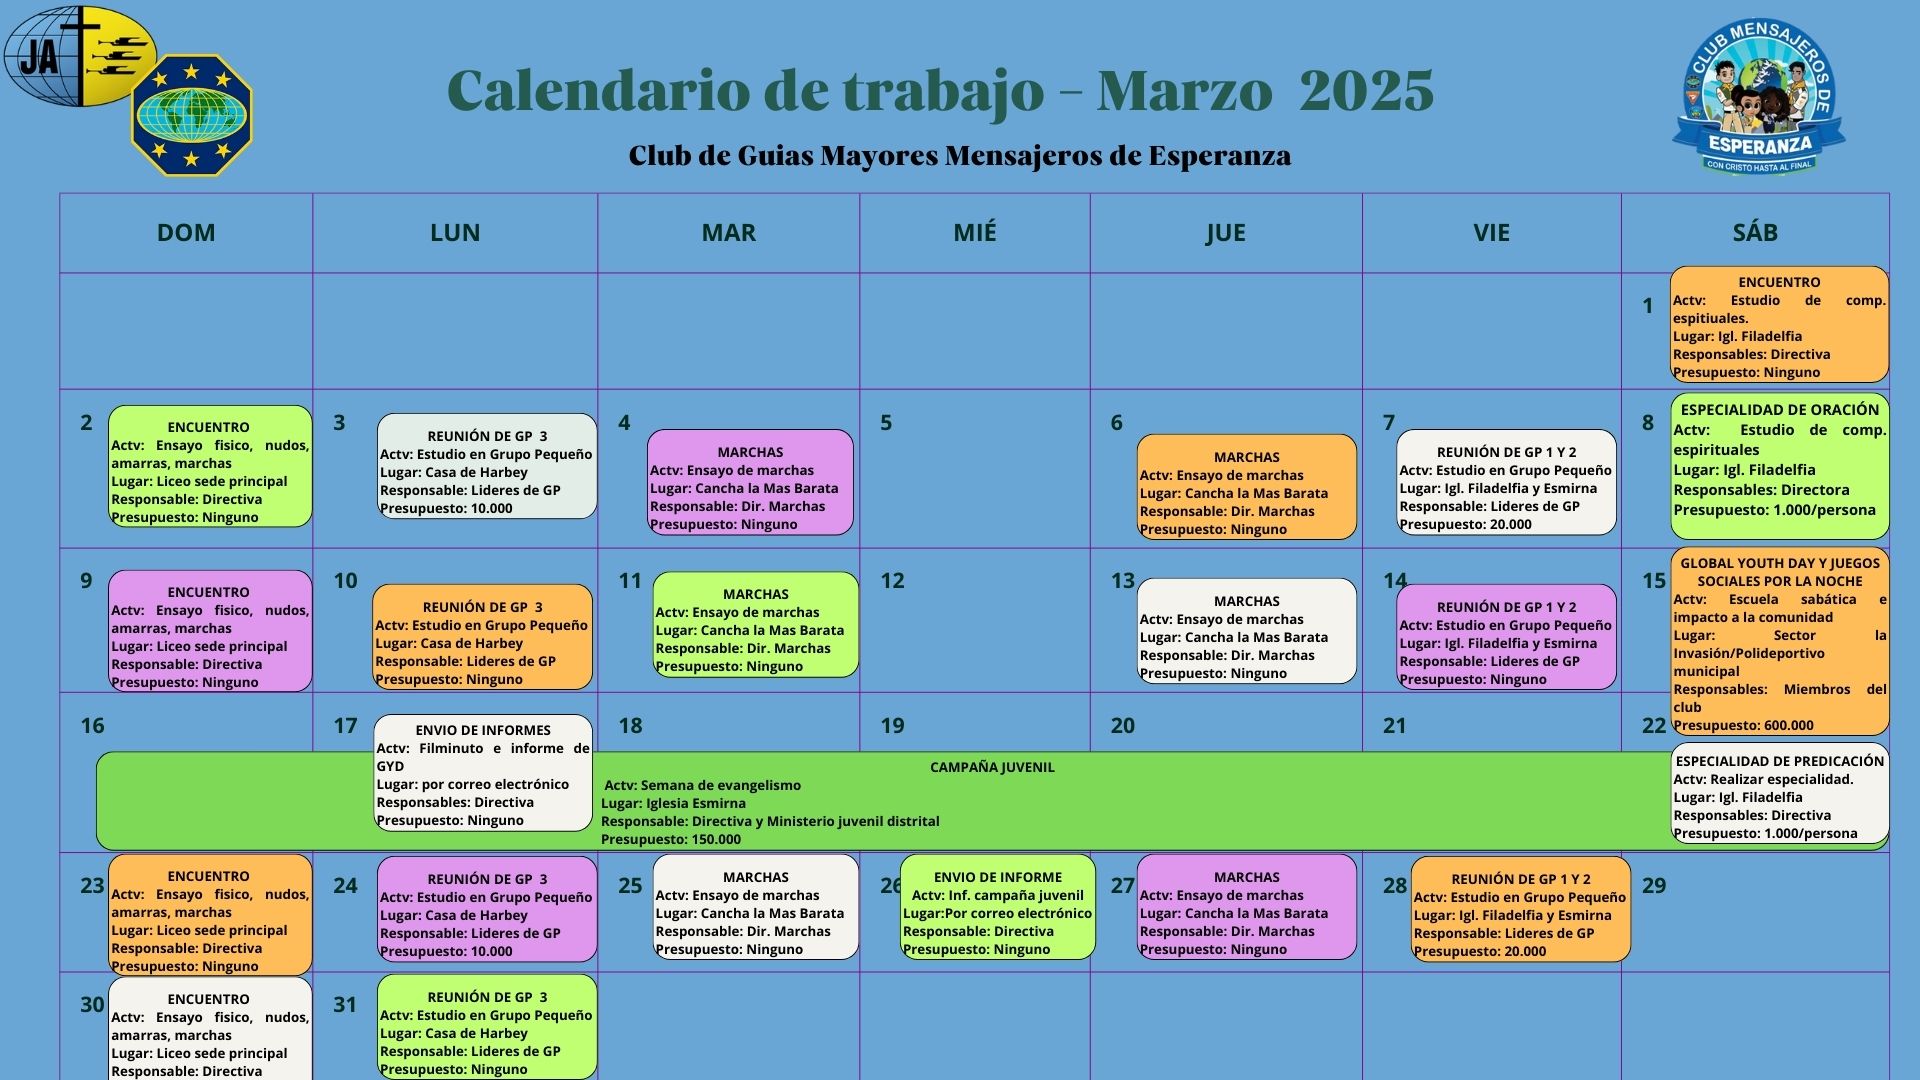 JA
Calendario de trabajo – Marzo 2025
Club de Guias Mayores Mensajeros de Esperanza
CLUB MENSAJEROS DE
ESPERANZA
CON CRISTO HASTA AL FINAL
DOM
LUN
MAR
MIÉ
JUE
VIE
SÁB
1
ENCUENTRO
Actv: Estudio de comp.
espitiuales.
Lugar: Igl. Filadelfia
Responsables: Directiva
Presupuesto: Ninguno
2
ENCUENTRO
Actv: Ensayo fisico, nudos,
amarras, marchas
Lugar: Liceo sede principal
Responsable: Directiva
Presupuesto: Ninguno
3
REUNIÓN DE GP 3
Actv: Estudio en Grupo Pequeño
Lugar: Casa de Harbey
Responsable: Lideres de GP
Presupuesto: 10.000
4
MARCHAS
Actv: Ensayo de marchas
Lugar: Cancha la Mas Barata
Responsable: Dir. Marchas
Presupuesto: Ninguno
5
6
MARCHAS
Actv: Ensayo de marchas
Lugar: Cancha la Mas Barata
Responsable: Dir. Marchas
Presupuesto: Ninguno
7
REUNIÓN DE GP 1 Y 2
Actv: Estudio en Grupo Pequeño
Lugar: Igl. Filadelfia y Esmirna
Responsable: Lideres de GP
Presupuesto: 20.000
8
ESPECIALIDAD DE ORACIÓN
Actv: Estudio de comp.
espirituales
Lugar: Igl. Filadelfia
Responsables: Directora
Presupuesto: 1.000/persona
9
ENCUENTRO
Actv: Ensayo fisico, nudos,
amarras, marchas
Lugar: Liceo sede principal
Responsable: Directiva
Presupuesto: Ninguno
10
REUNIÓN DE GP 3
Actv: Estudio en Grupo Pequeño
Lugar: Casa de Harbey
Responsable: Lideres de GP
Presupuesto: Ninguno
11
MARCHAS
Actv: Ensayo de marchas
Lugar: Cancha la Mas Barata
Responsable: Dir. Marchas
Presupuesto: Ninguno
12
13
MARCHAS
Actv: Ensayo de marchas
Lugar: Cancha la Mas Barata
Responsable: Dir. Marchas
Presupuesto: Ninguno
14
REUNIÓN DE GP 1 Y 2
Actv: Estudio en Grupo Pequeño
Lugar: Igl. Filadelfia y Esmirna
Responsable: Lideres de GP
Presupuesto: Ninguno
15
GLOBAL YOUTH DAY Y JUEGOS
SOCIALES POR LA NOCHE
Actv: Escuela sabática e
impacto a la comunidad
Lugar: Sector la
Invasión/Polideportivo
municipal
Responsables: Miembros del
club
Presupuesto: 600.000
16
17
ENVIO DE INFORMES
Actv: Filminuto e informe de
GYD
Lugar: por correo electrónico
Responsables: Directiva
Presupuesto: Ninguno
18
19
20
21
22
CAMPAÑA JUVENIL
Actv: Semana de evangelismo
Lugar: Iglesia Esmirna
Responsable: Directiva y Ministerio juvenil distrital
Presupuesto: 150.000
ESPECIALIDAD DE PREDICACIÓN
Actv: Realizar especialidad.
Lugar: Igl. Filadelfia
Responsables: Directiva
Presupuesto: 1.000/persona
23
ENCUENTRO
Actv: Ensayo fisico, nudos,
amarras, marchas
Lugar: Liceo sede principal
Responsable: Directiva
Presupuesto: Ninguno
24
REUNIÓN DE GP 3
Actv: Estudio en Grupo Pequeño
Lugar: Casa de Harbey
Responsable: Lideres de GP
Presupuesto: 10.000
25
MARCHAS
Actv: Ensayo de marchas
Lugar: Cancha la Mas Barata
Responsable: Dir. Marchas
Presupuesto: Ninguno
26
ENVIO DE INFORME
Actv: Inf. campaña juvenil
Lugar:Por correo electrónico
Responsable: Directiva
Presupuesto: Ninguno
27
MARCHAS
Actv: Ensayo de marchas
Lugar: Cancha la Mas Barata
Responsable: Dir. Marchas
Presupuesto: Ninguno
28
REUNIÓN DE GP 1 Y 2
Actv: Estudio en Grupo Pequeño
Lugar: Igl. Filadelfia y Esmirna
Responsable: Lideres de GP
Presupuesto: 20.000
29
30
ENCUENTRO
Actv: Ensayo fisico, nudos,
amarras, marchas
Lugar: Liceo sede principal
Responsable: Directiva
31
REUNIÓN DE GP 3
Actv: Estudio en Grupo Pequeño
Lugar: Casa de Harbey
Responsable: Lideres de GP
Presupuesto: Ninguno